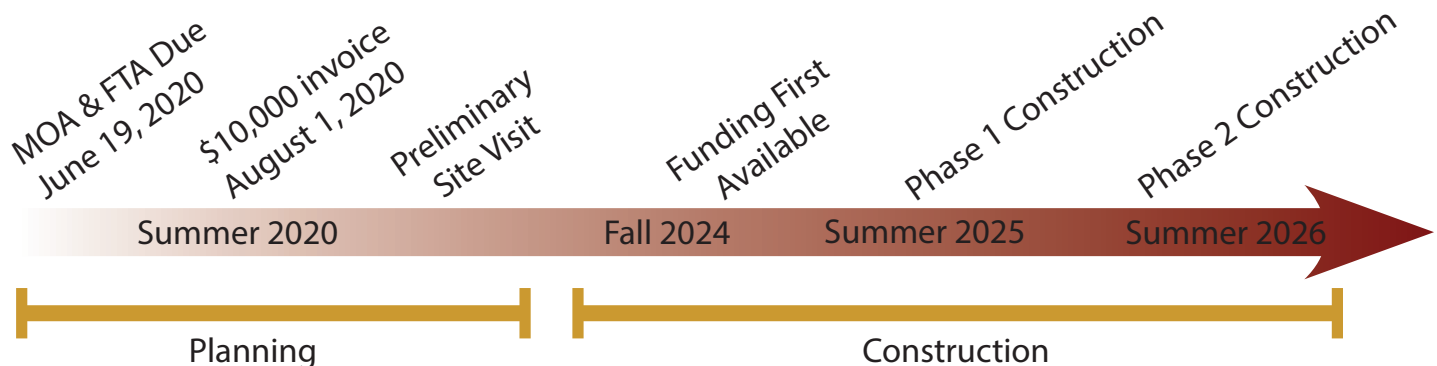 MOA & FTA Due
June 19, 2020
$10,000 invoice
August 1, 2020
Preliminary
Site Visit
Funding First
Available
Phase 1 Construction
Phase 2 Construction
Summer 2020
Fall 2024
Summer 2025
Summer 2026
Planning
Construction